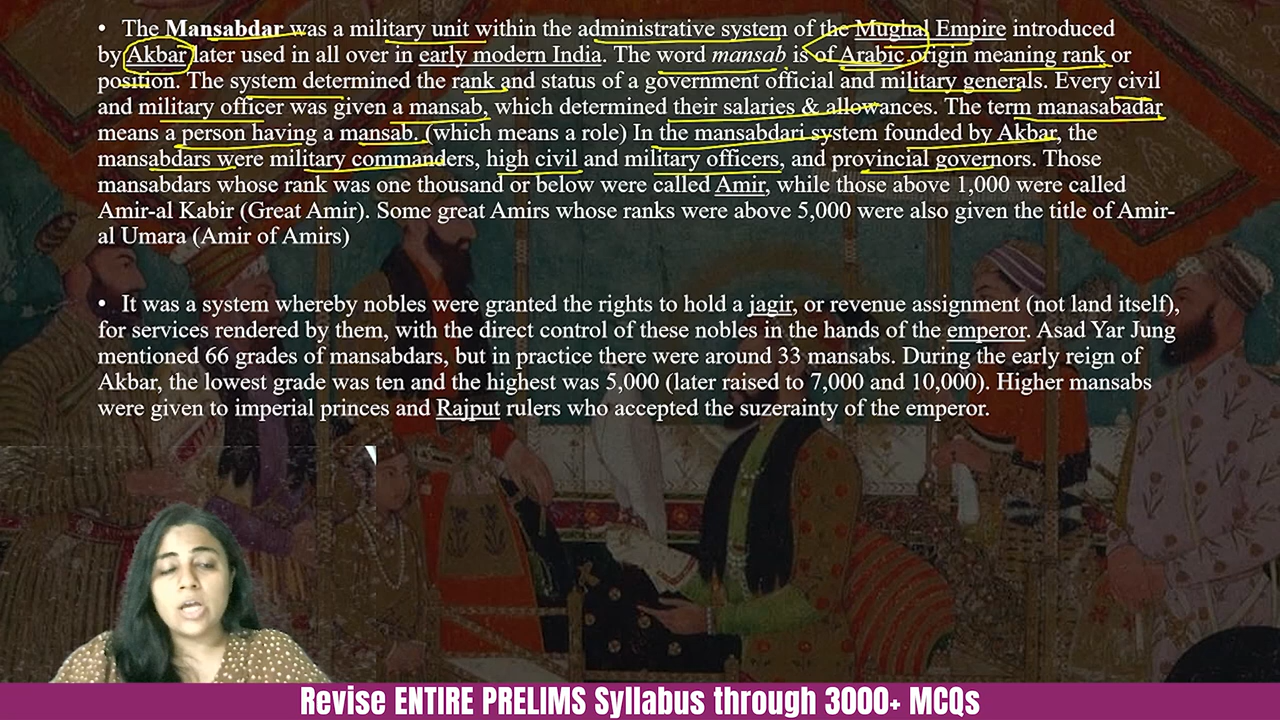 • The Mansabdar was a military unit within the administrative system of the Mughal Empire introduced
by Akbar later used in all over in early modern India. The word mansab is of Arabic origin meaning rank or
position. The system determined the rank and status of a government official and military generals. Every civil
and military officer was given a mansab, which determined their salaries & allowances. The term manasabadar
means a person having a mansab. (which means a role) In the mansabdari system founded by Akbar, the
mansabdars were military commanders, high civil and military officers, and provincial governors. Those
mansabdars whose rank was one thousand or below were called Amir, while those above 1,000 were called
Amir-al Kabir (Great Amir). Some great Amirs whose ranks were above 5,000 were also given the title of Amir-
al Umara (Amir of Amirs)
• It was a system whereby nobles were granted the rights to hold a jagir, or revenue assignment (not land itself),
for services rendered by them, with the direct control of these nobles in the hands of the emperor. Asad Yar Jung
mentioned 66 grades of mansabdars, but in practice there were around 33 mansabs. During the early reign of
Akbar, the lowest grade was ten and the highest was 5,000 (later raised to 7,000 and 10,000). Higher mansabs
were given to imperial princes and Rajput rulers who accepted the suzerainty of the emperor.
Revise ENTIRE PRELIMS Syllabus through 3000+ MCQs